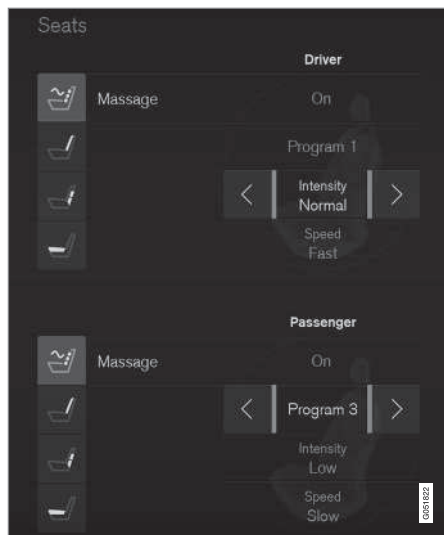 Seats
Driver
Massage On
Program 1
Intensity
Normal
Speed
Fast
Passenger
Massage On
Program 3
Intensity
Low
Speed
Slow
G051822